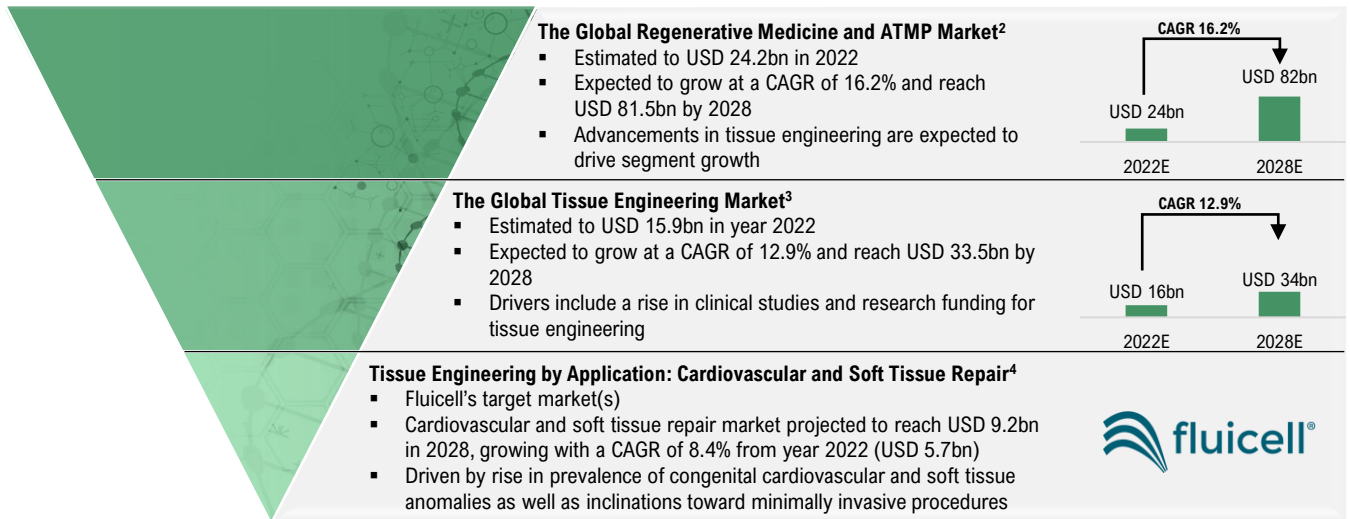 The Global Regenerative Medicine and ATMP Market²
▪ Estimated to USD 24.2bn in 2022
▪ Expected to grow at a CAGR of 16.2% and reach
USD 81.5bn by 2028
▪ Advancements in tissue engineering are expected to
drive segment growth
CAGR 16.2%
USD 82bn
USD 24bn
2022E 2028E
The Global Tissue Engineering Market³
▪ Estimated to USD 15.9bn in year 2022
▪ Expected to grow at a CAGR of 12.9% and reach USD 33.5bn by
2028
▪ Drivers include a rise in clinical studies and research funding for
tissue engineering
CAGR 12.9%
USD 34bn
USD 16bn
2022E 2028E
Tissue Engineering by Application: Cardiovascular and Soft Tissue Repair⁴
▪ Fluicell's target market(s)
▪ Cardiovascular and soft tissue repair market projected to reach USD 9.2bn
in 2028, growing with a CAGR of 8.4% from year 2022 (USD 5.7bn)
▪ Driven by rise in prevalence of congenital cardiovascular and soft tissue
anomalies as well as inclinations toward minimally invasive procedures
fluicell®